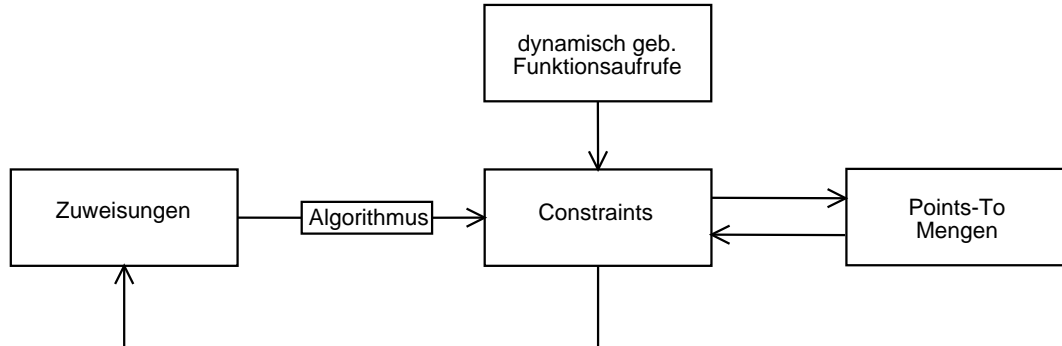 dynamisch geb.
Funktionsaufrufe
Zuweisungen
Algorithmus
Constraints
Points-To
Mengen